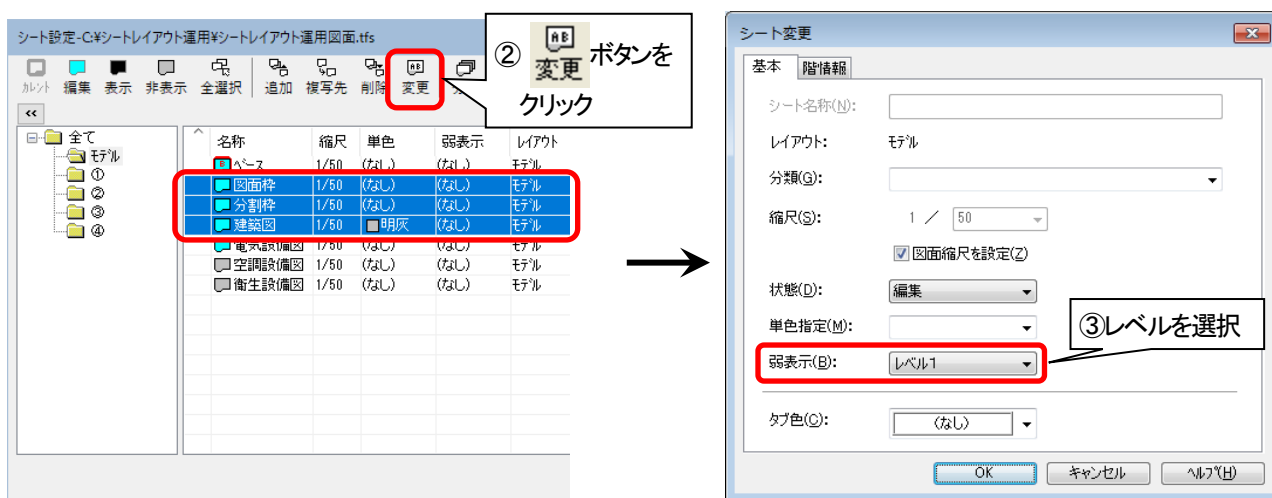 シート設定-C:¥シートレイアウト運用¥シートレイアウト運用図面.tfs
カレント 編集 表示 非表示 全選択 追加 複写先 削除 変更
<<
全て
モデル
①
②
③
④
名称 縮尺 単色 弱表示 レイアウト
ベース 1/50 (なし) (なし) モデル
図面枠 1/50 (なし) (なし) モデル
分割枠 1/50 (なし) (なし) モデル
建築図 1/50 明灰 (なし) モデル
電気設備図 1/50 (なし) (なし) モデル
空調設備図 1/50 (なし) (なし) モデル
衛生設備図 1/50 (なし) (なし) モデル
② AB 変更 ボタンを
クリック
シート変更
基本 階情報
シート名称(N):
レイアウト: モデル
分類(G):
縮尺(S): 1 / 50
図面縮尺を設定(Z)
状態(D): 編集
単色指定(M):
③レベルを選択
弱表示(B): レベル1
タブ色(C): (なし)
OK キャンセル ヘルプ(H)